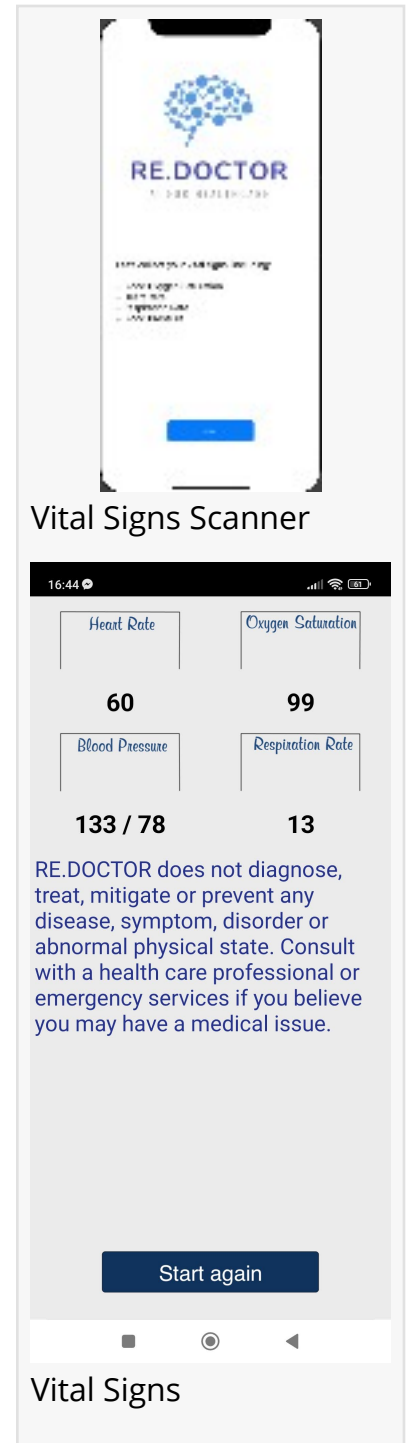 RE.DOCTOR
Vital Signs Scanner
16:44
61
Heart Rate
Oxygen Saturation
60
99
Blood Pressure
Respiration Rate
133 / 78
13
RE.DOCTOR does not diagnose,
treat, mitigate or prevent any
disease, symptom, disorder or
abnormal physical state. Consult
with a health care professional or
emergency services if you believe
you may have a medical issue.
Start again
Vital Signs